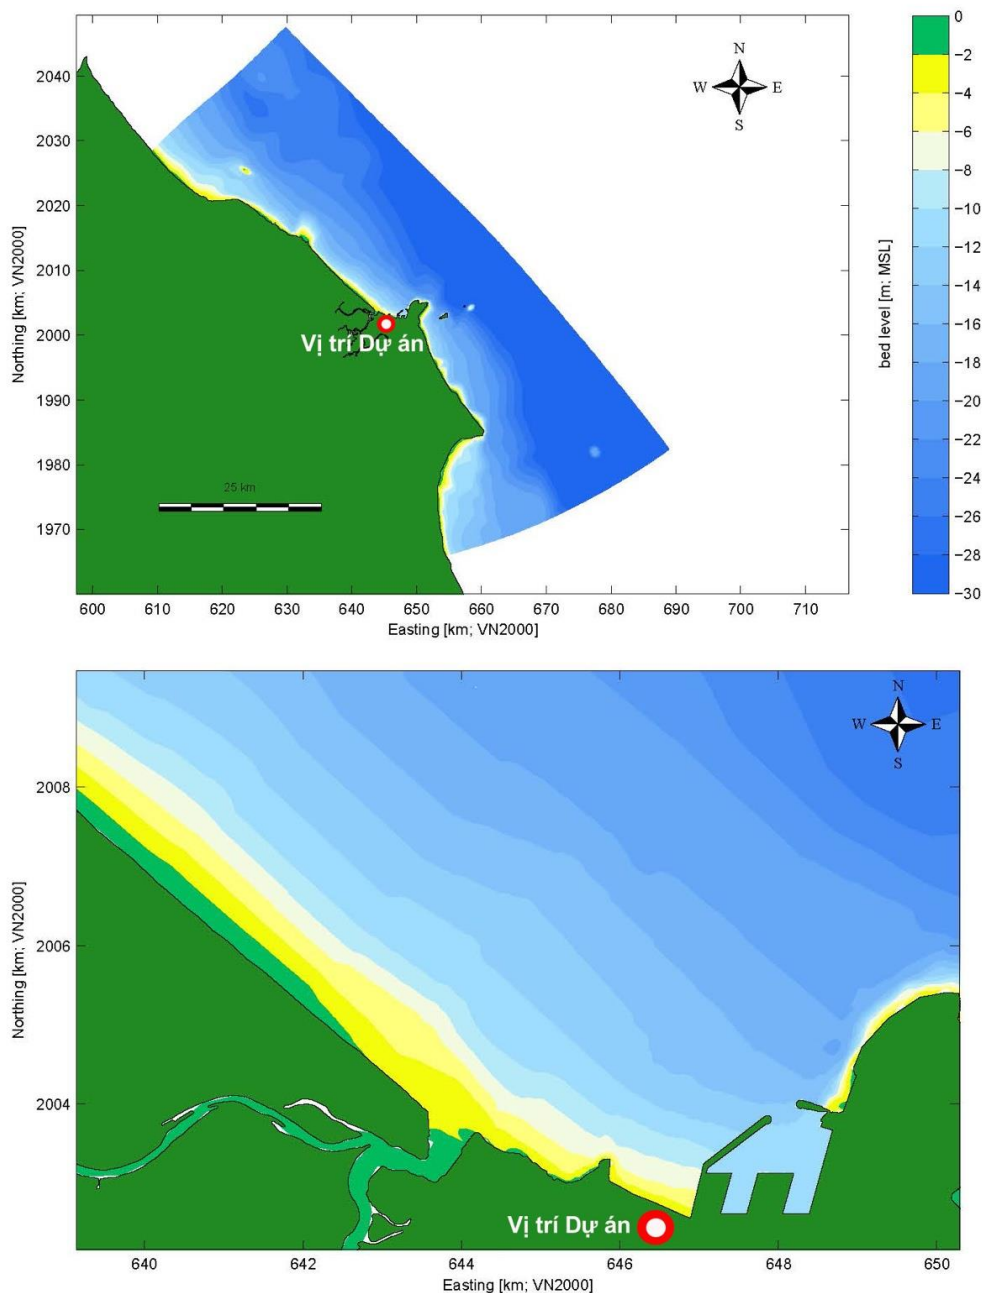 2040
2030
2020
2010
2000
1990
1980
1970
Northing [km; VN2000]
N
W E
S
Vị trí Dự án
25 km
600 610 620 630 640 650 660 670 680 690 700 710
Easting [km; VN2000]
0
−2
−4
−6
−8
−10
−12
−14
−16
−18
−20
−22
−24
−26
−28
−30
bed level [m: MSL]
2008
2006
2004
Northing [km; VN2000]
N
W E
S
Vị trí Dự án
640 642 644 646 648 650
Easting [km; VN2000]